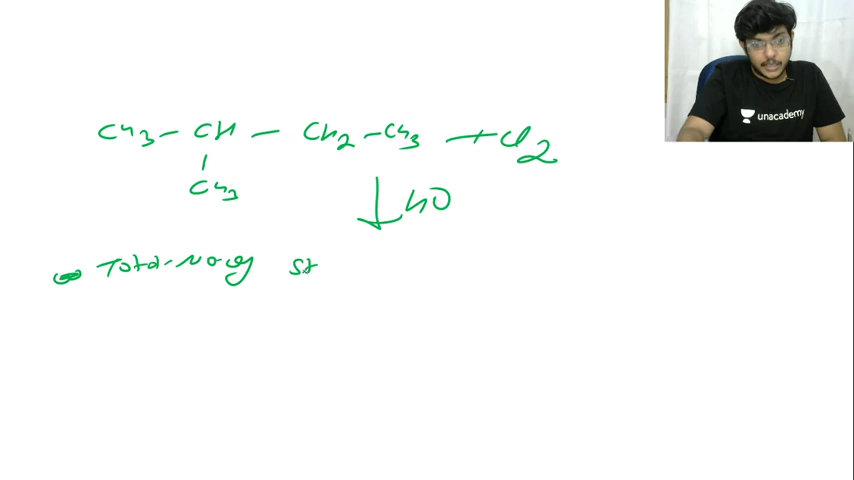 unacademy
CH3 - CH - CH2 - CH3 + Cl2
|
CH3
↓ hν
Total No of st